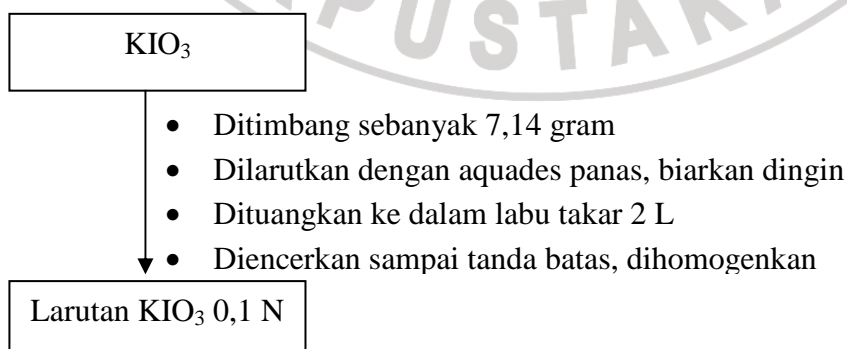 PUSTAKA
KIO₃
• Ditimbang sebanyak 7,14 gram
• Dilarutkan dengan aquades panas, biarkan dingin
• Dituangkan ke dalam labu takar 2 L
• Diencerkan sampai tanda batas, dihomogenkan
Larutan KIO₃ 0,1 N